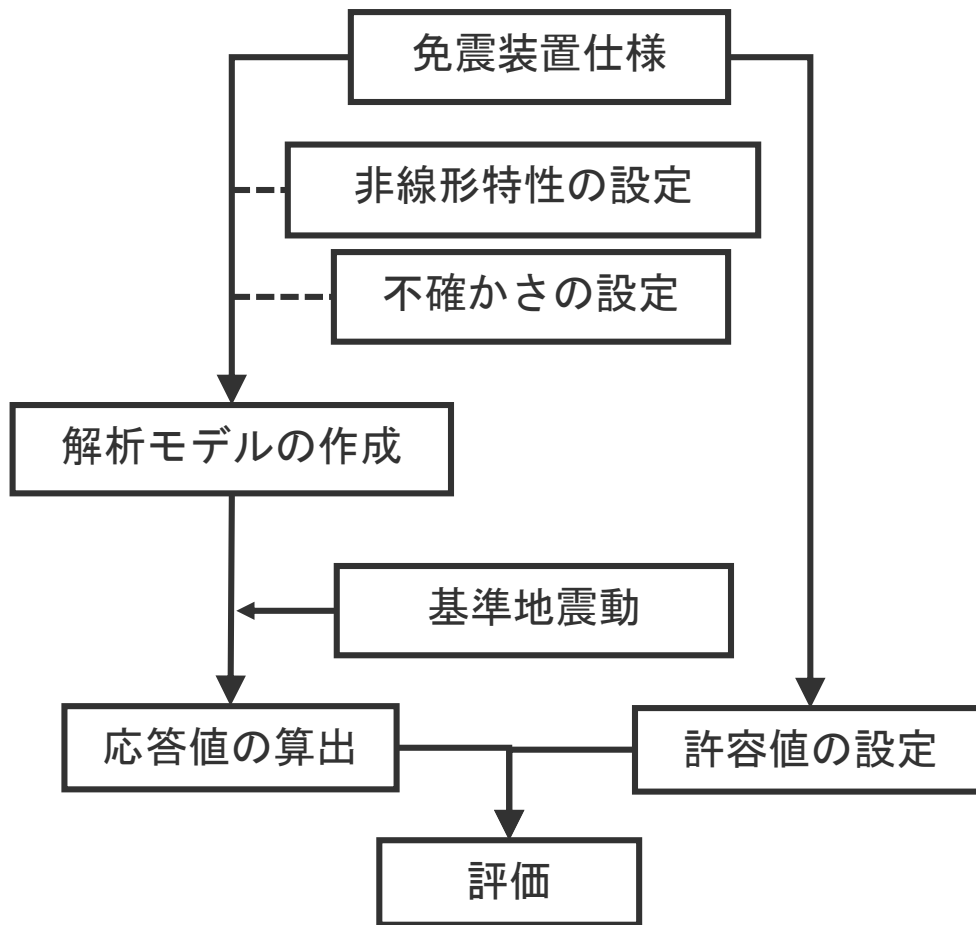 免震装置仕様
非線形特性の設定
不確かさの設定
解析モデルの作成
基準地震動
応答値の算出
許容値の設定
評価